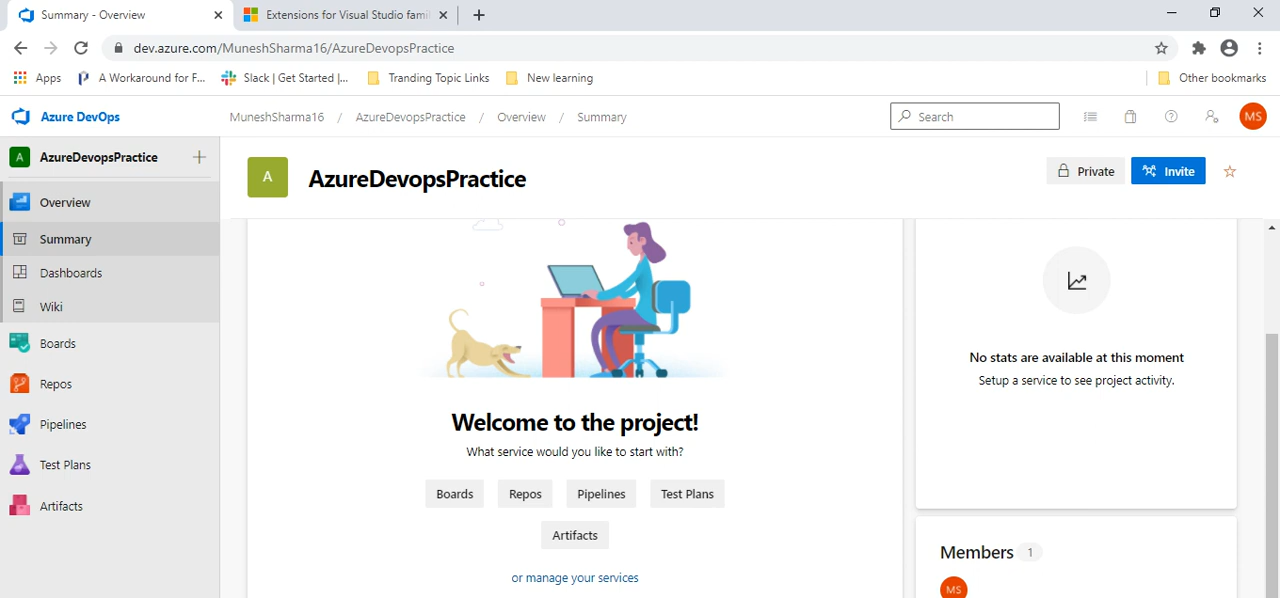 Summary - Overview
Extensions for Visual Studio fami
dev.azure.com/MuneshSharma16/AzureDevopsPractice
Apps
A Workaround for F...
Slack | Get Started |...
Tranding Topic Links
New learning
Other bookmarks
Azure DevOps
MuneshSharma16 / AzureDevopsPractice / Overview / Summary
Search
MS
A
AzureDevopsPractice
Overview
Summary
Dashboards
Wiki
Boards
Repos
Pipelines
Test Plans
Artifacts
A
AzureDevopsPractice
Private
Invite
Welcome to the project!
What service would you like to start with?
Boards
Repos
Pipelines
Test Plans
Artifacts
or manage your services
No stats are available at this moment
Setup a service to see project activity.
Members 1
MS